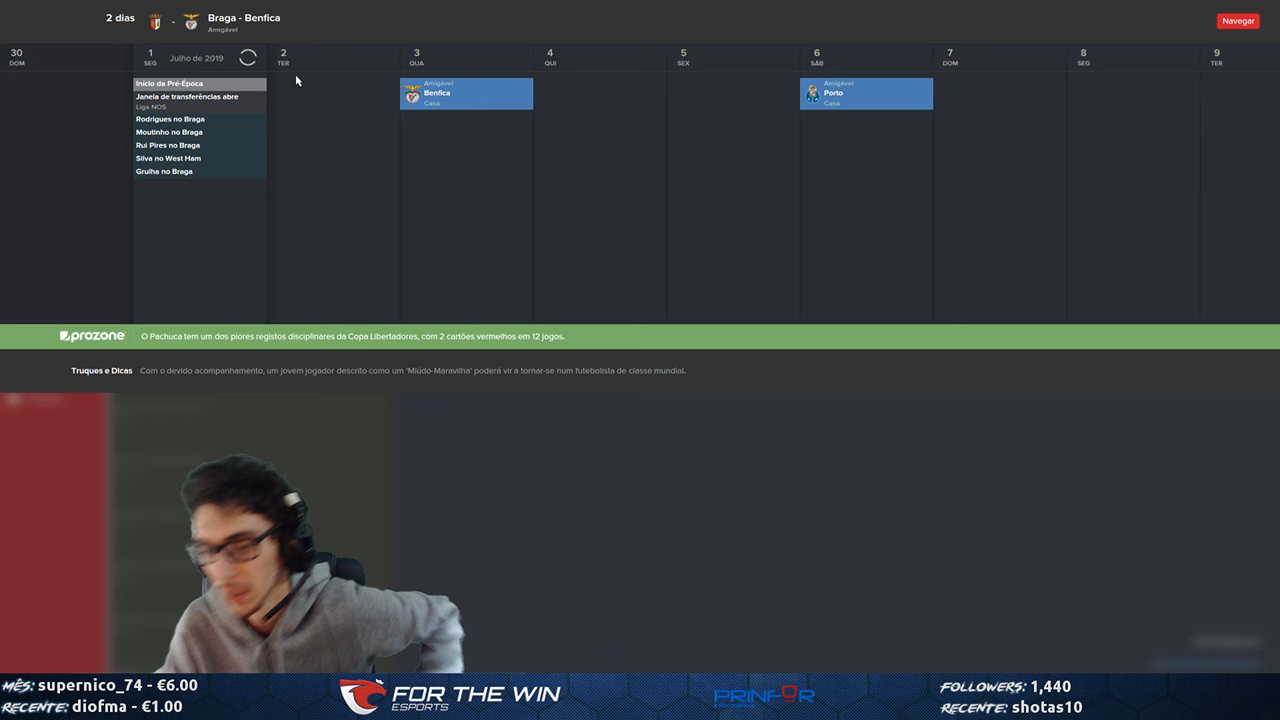 2 dias
-
Braga - Benfica
Amigável
Navegar
30
DOM
1
SEG
Julho de 2019
2
TER
3
QUA
4
QUI
5
SEX
6
SÁB
7
DOM
8
SEG
9
TER
Início da Pré-Época
Janela de transferências abre
Liga NOS
Rodrigues no Braga
Moutinho no Braga
Rui Pires no Braga
Silva no West Ham
Grulha no Braga
Amigável
Benfica
Casa
Amigável
Porto
Casa
prozone
O Pachuca tem um dos piores registos disciplinares da Copa Libertadores, com 2 cartões vermelhos em 12 jogos.
Truques e Dicas
Com o devido acompanhamento, um jovem jogador descrito como um 'Miúdo-Maravilha' poderá vir a tornar-se num futebolista de classe mundial.
MÊS: supernico_74 - €6.00
RECENTE: diofma - €1.00
FOR THE WIN
ESPORTS
PRINFOR
FOLLOWERS: 1,440
RECENTE: shotas10